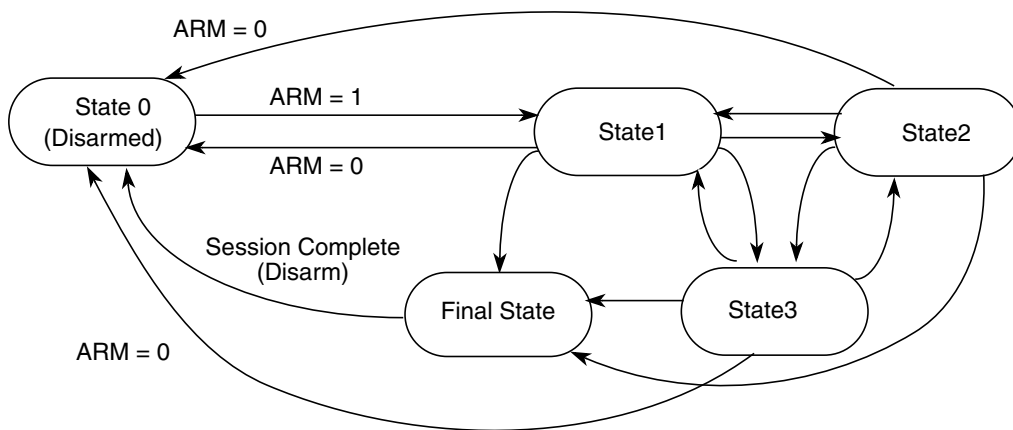 ARM = 0
State 0
(Disarmed)
ARM = 1
ARM = 0
State1
State2
Session Complete
(Disarm)
Final State
State3
ARM = 0